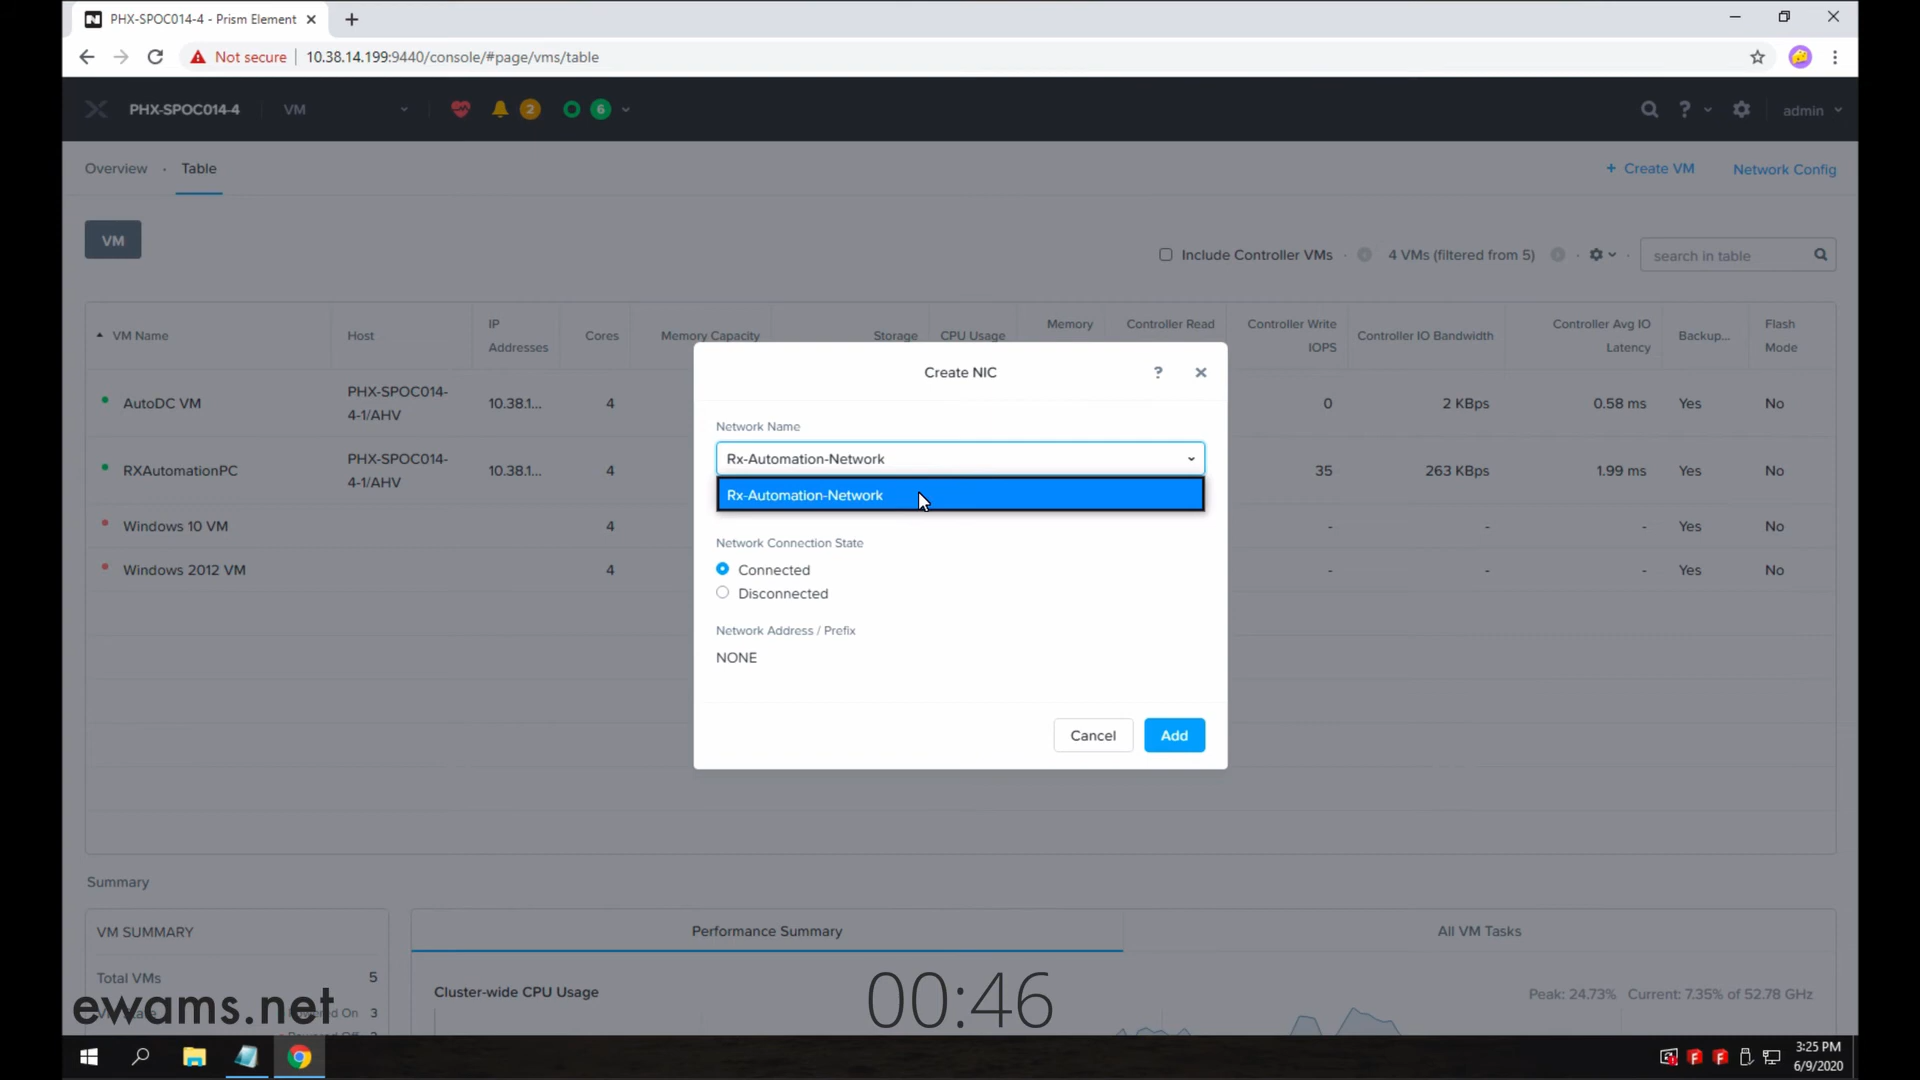 PHX-SPOC014-4 - Prism Element
Not secure
10.38.14.199:9440/console/#page/vms/table
PHX-SPOC014-4
VM
2
6
?
admin
Overview · Table
+ Create VM
Network Config
VM
Include Controller VMs · 4 VMs (filtered from 5) · · search in table
VM Name
Host
IP Addresses
Cores
Memory Capacity
Storage
CPU Usage
Memory
Controller Read
Controller Write IOPS
Controller IO Bandwidth
Controller Avg IO Latency
Backup...
Flash Mode
AutoDC VM PHX-SPOC014-4-1/AHV 10.38.1... 4 0 2 KBps 0.58 ms Yes No
RXAutomationPC PHX-SPOC014-4-1/AHV 10.38.1... 4 35 263 KBps 1.99 ms Yes No
Windows 10 VM 4 - - - Yes No
Windows 2012 VM 4 - - - Yes No
Create NIC
?
Network Name
Rx-Automation-Network
Rx-Automation-Network
Network Connection State
Connected
Disconnected
Network Address / Prefix
NONE
Cancel
Add
Summary
VM SUMMARY
Total VMs 5
On 3
Performance Summary
All VM Tasks
Cluster-wide CPU Usage
Peak: 24.73% Current: 7.35% of 52.78 GHz
ewams.net
00:46
3:25 PM
6/9/2020